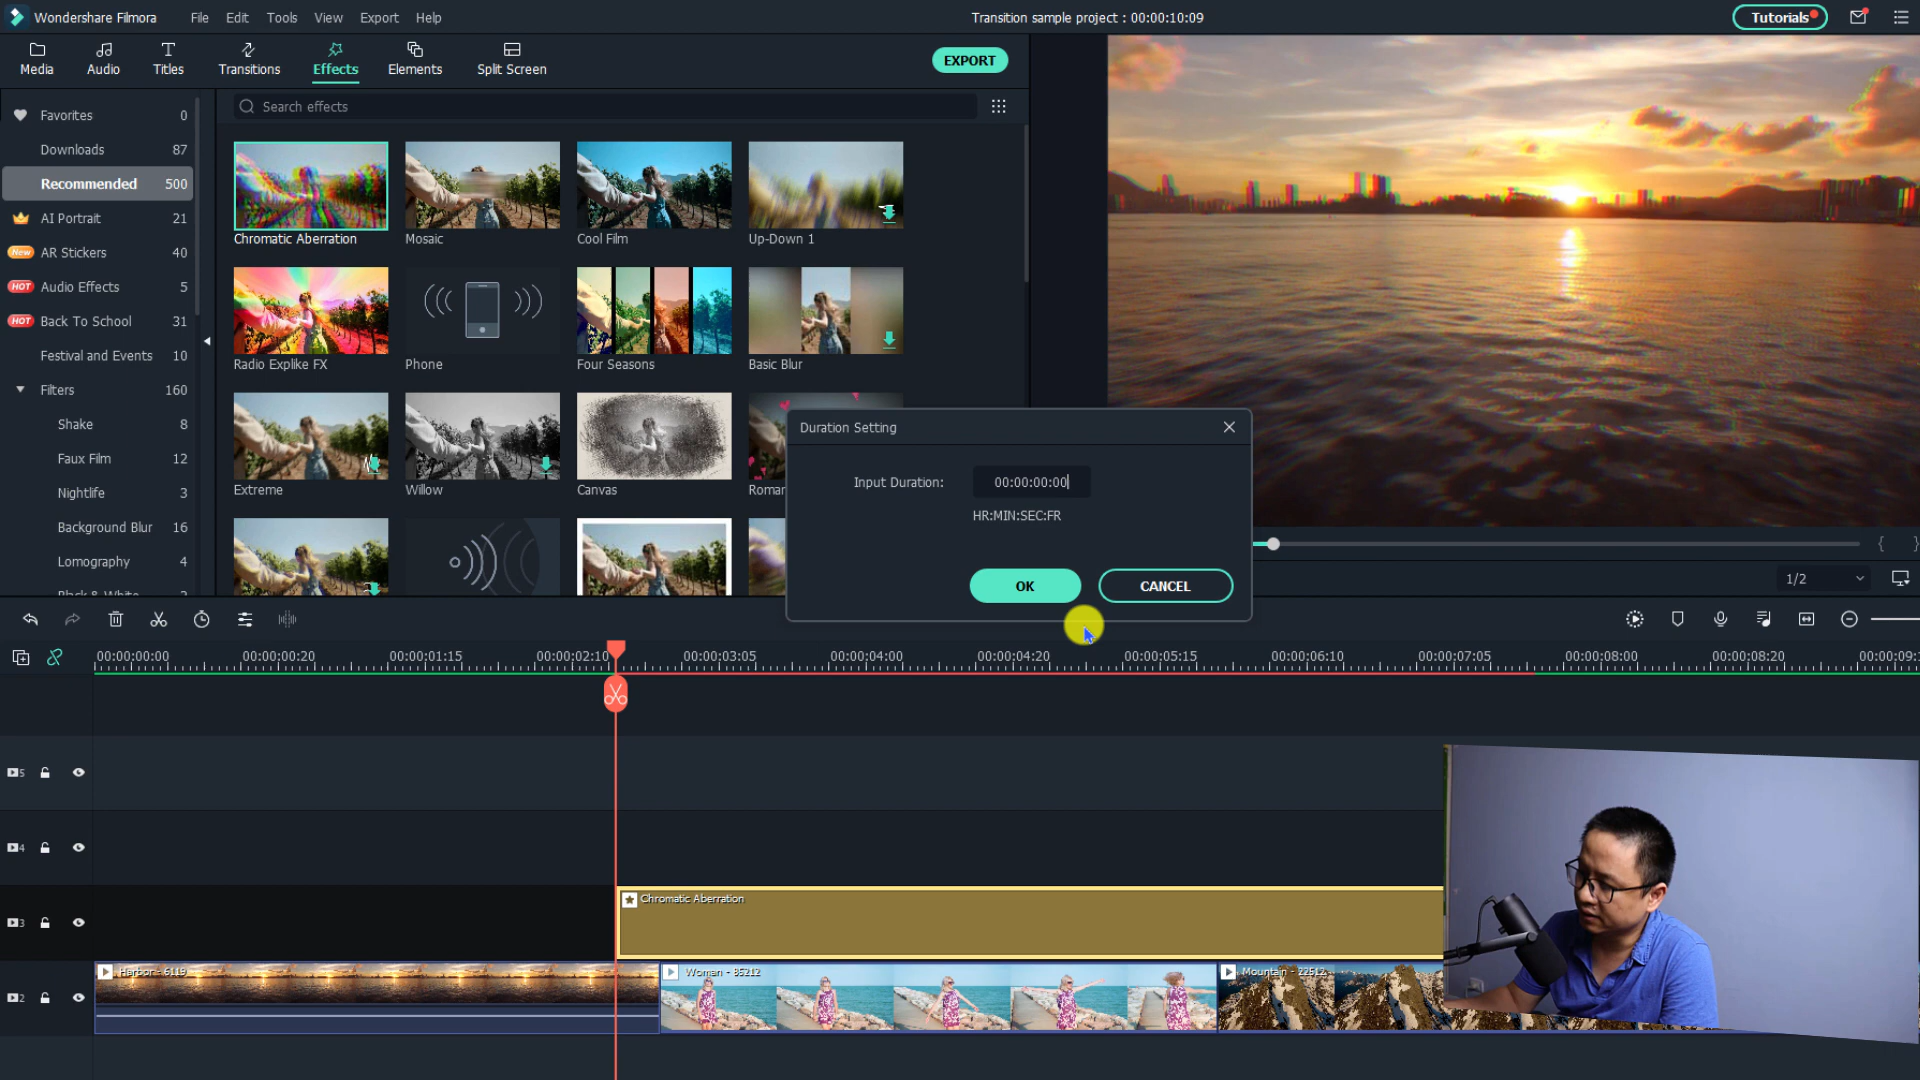 Wondershare Filmora
File
Edit
Tools
View
Export
Help
Transition sample project : 00:00:10:09
Tutorials
Media
Audio
Titles
Transitions
Effects
Elements
Split Screen
EXPORT
Search effects
Favorites 0
Downloads 87
Recommended 500
AI Portrait 21
New AR Stickers 40
HOT Audio Effects 5
HOT Back To School 31
Festival and Events 10
Filters 160
Shake 8
Faux Film 12
Nightlife 3
Background Blur 16
Lomography 4
Chromatic Aberration
Mosaic
Cool Film
Up-Down 1
Radio Explike FX
Phone
Four Seasons
Basic Blur
Extreme
Willow
Canvas
Duration Setting
Input Duration:
00:00:00:00
HR:MIN:SEC:FR
OK
CANCEL
1/2
00:00:00:00
00:00:00:20
00:00:01:15
00:00:02:10
00:00:03:05
00:00:04:00
00:00:04:20
00:00:05:15
00:00:06:10
00:00:07:05
00:00:08:00
00:00:08:20
5
4
3
Chromatic Aberration
2
Harbor - 6119
Woman - 85212
Mountain - 22512